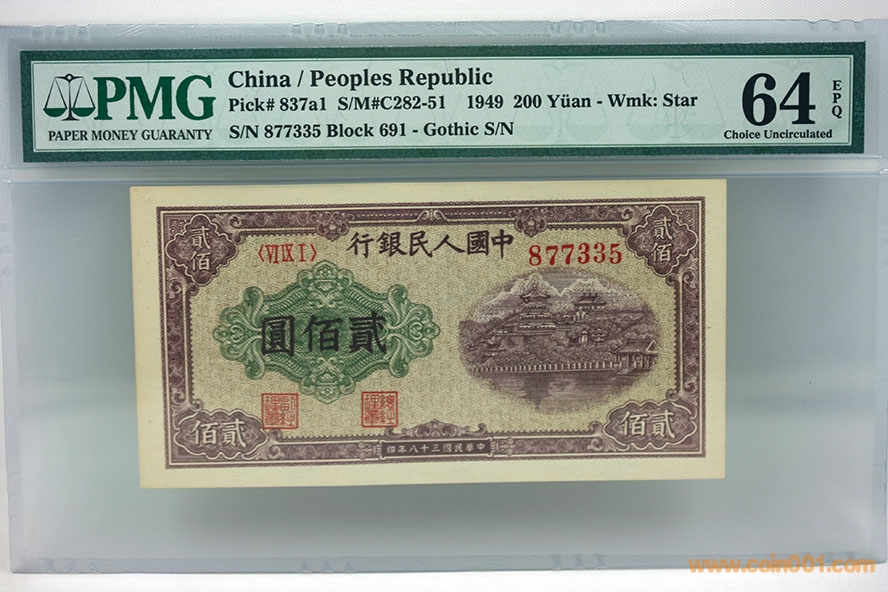 PMG
PAPER MONEY GUARANTY
China / Peoples Republic
Pick# 837a1 S/M#C282-51 1949 200 Yüan - Wmk: Star
S/N 877335 Block 691 - Gothic S/N
64
EPQ
Choice Uncirculated
貳佰
貳佰
行銀民人國中
〈VI IX I〉
877335
圓佰貳
佰貳
佰貳
印年八十三國民華中
www.coin001.com